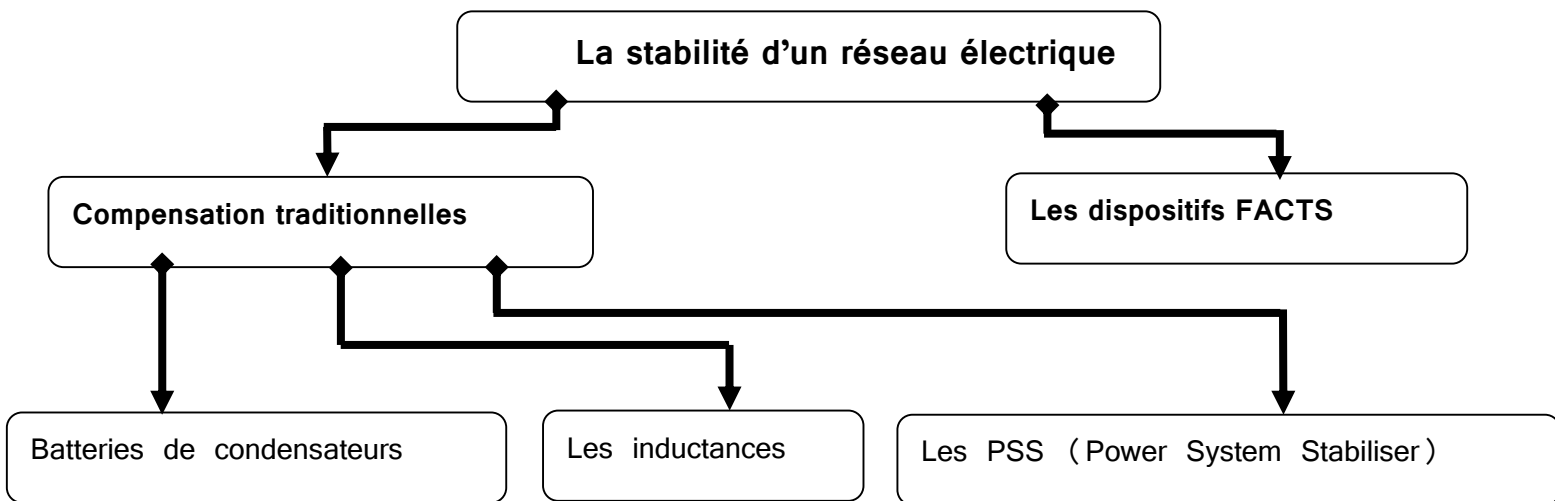 La stabilité d’un réseau électrique
Compensation traditionnelles
Les dispositifs FACTS
Batteries de condensateurs
Les inductances
Les PSS （Power System Stabiliser）